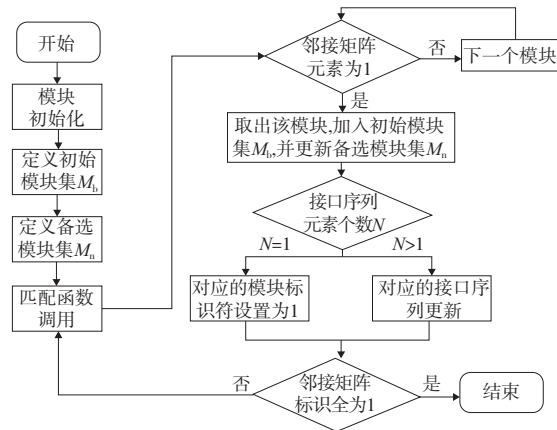 开始
模块
初始化
定义初始
模块集M_b
定义备选
模块集M_n
匹配函数
调用
邻接矩阵
元素为1
否
下一个模块
是
取出该模块,加入初始模块
集M_b,并更新备选模块集M_n
接口序列
元素个数N
N=1
N>1
对应的模块标
识符设置为1
对应的接口序
列更新
邻接矩阵
标识全为1
否
是
结束